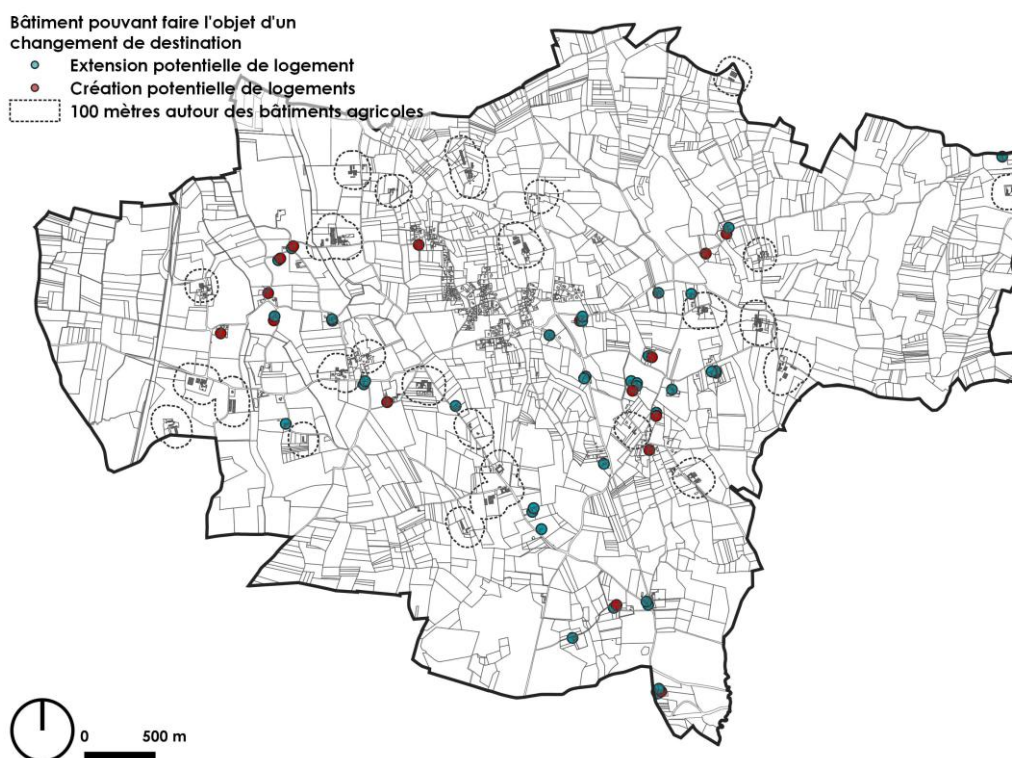 Bâtiment pouvant faire l'objet d'un
changement de destination
Extension potentielle de logement
Création potentielle de logements
100 mètres autour des bâtiments agricoles
0 500 m